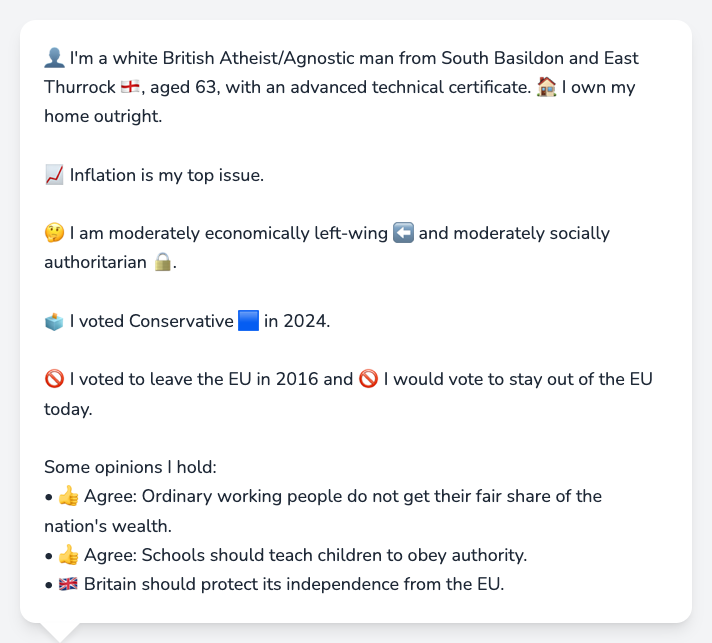 👤 I'm a white British Atheist/Agnostic man from South Basildon and East
Thurrock 🏴󠁧󠁢󠁥󠁮󠁧󠁿, aged 63, with an advanced technical certificate. 🏠 I own my
home outright.
📈 Inflation is my top issue.
🤔 I am moderately economically left-wing ⬅️ and moderately socially
authoritarian 🔒.
🗳️ I voted Conservative 🟦 in 2024.
🚫 I voted to leave the EU in 2016 and 🚫 I would vote to stay out of the EU
today.
Some opinions I hold:
• 👍 Agree: Ordinary working people do not get their fair share of the
nation's wealth.
• 👍 Agree: Schools should teach children to obey authority.
• 🇬🇧 Britain should protect its independence from the EU.